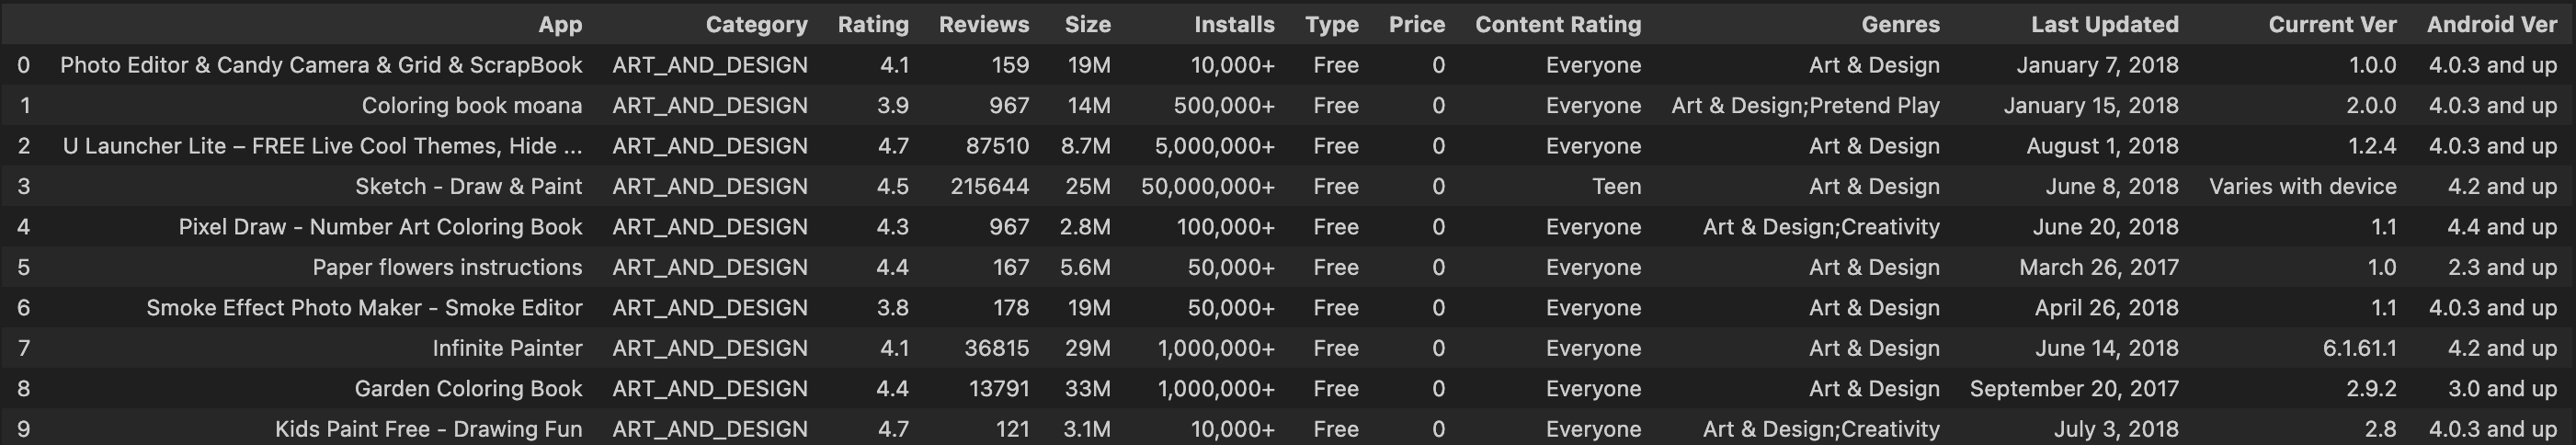 App Category Rating Reviews Size Installs Type Price Content Rating Genres Last Updated Current Ver Android Ver
0 Photo Editor & Candy Camera & Grid & ScrapBook ART_AND_DESIGN 4.1 159 19M 10,000+ Free 0 Everyone Art & Design January 7, 2018 1.0.0 4.0.3 and up
1 Coloring book moana ART_AND_DESIGN 3.9 967 14M 500,000+ Free 0 Everyone Art & Design;Pretend Play January 15, 2018 2.0.0 4.0.3 and up
2 U Launcher Lite – FREE Live Cool Themes, Hide ... ART_AND_DESIGN 4.7 87510 8.7M 5,000,000+ Free 0 Everyone Art & Design August 1, 2018 1.2.4 4.0.3 and up
3 Sketch - Draw & Paint ART_AND_DESIGN 4.5 215644 25M 50,000,000+ Free 0 Teen Art & Design June 8, 2018 Varies with device 4.2 and up
4 Pixel Draw - Number Art Coloring Book ART_AND_DESIGN 4.3 967 2.8M 100,000+ Free 0 Everyone Art & Design;Creativity June 20, 2018 1.1 4.4 and up
5 Paper flowers instructions ART_AND_DESIGN 4.4 167 5.6M 50,000+ Free 0 Everyone Art & Design March 26, 2017 1.0 2.3 and up
6 Smoke Effect Photo Maker - Smoke Editor ART_AND_DESIGN 3.8 178 19M 50,000+ Free 0 Everyone Art & Design April 26, 2018 1.1 4.0.3 and up
7 Infinite Painter ART_AND_DESIGN 4.1 36815 29M 1,000,000+ Free 0 Everyone Art & Design June 14, 2018 6.1.61.1 4.2 and up
8 Garden Coloring Book ART_AND_DESIGN 4.4 13791 33M 1,000,000+ Free 0 Everyone Art & Design September 20, 2017 2.9.2 3.0 and up
9 Kids Paint Free - Drawing Fun ART_AND_DESIGN 4.7 121 3.1M 10,000+ Free 0 Everyone Art & Design;Creativity July 3, 2018 2.8 4.0.3 and up